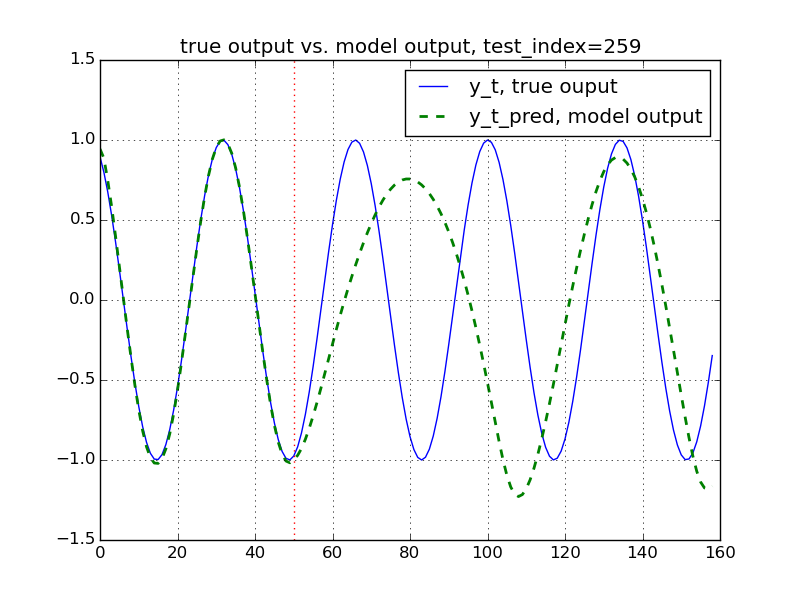 true output vs. model output, test_index=259
y_t, true ouput
y_t_pred, model output
1.5
1.0
0.5
0.0
−0.5
−1.0
−1.5
0 20 40 60 80 100 120 140 160